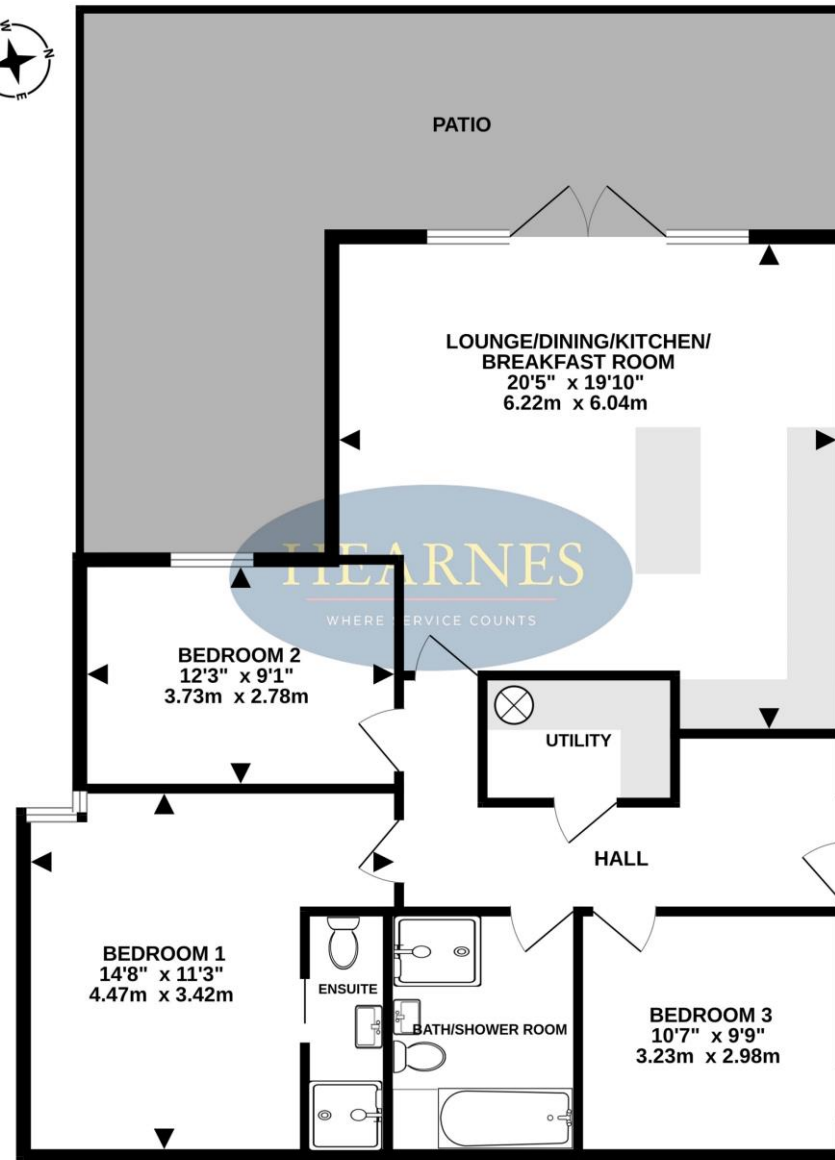 W
N
E
PATIO
LOUNGE/DINING/KITCHEN/
BREAKFAST ROOM
20'5" x 19'10"
6.22m x 6.04m
HEARNES
WHERE SERVICE COUNTS
BEDROOM 2
12'3" x 9'1"
3.73m x 2.78m
UTILITY
HALL
BEDROOM 1
14'8" x 11'3"
4.47m x 3.42m
ENSUITE
BATH/SHOWER ROOM
BEDROOM 3
10'7" x 9'9"
3.23m x 2.98m